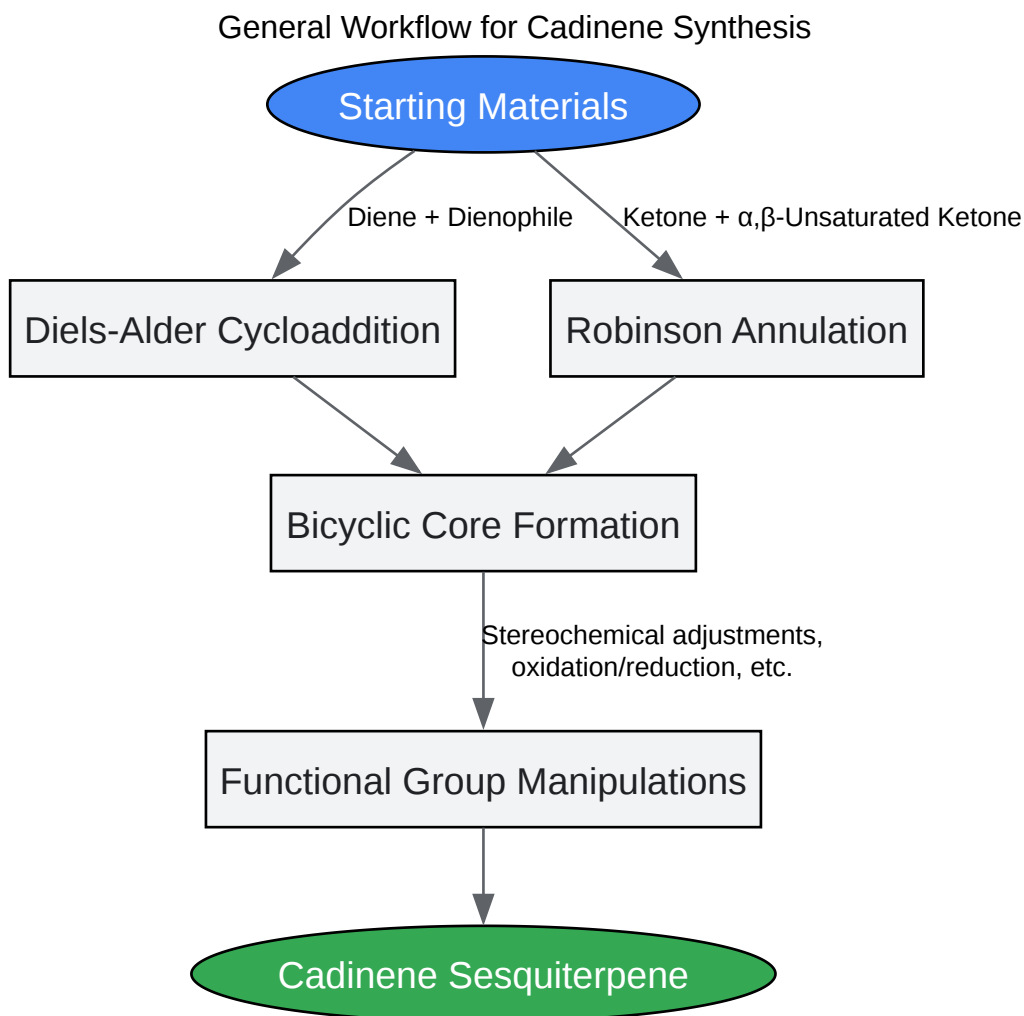 General Workflow for Cadinene Synthesis
Starting Materials
Diene + Dienophile
Ketone + α,β-Unsaturated Ketone
Diels-Alder Cycloaddition
Robinson Annulation
Bicyclic Core Formation
Stereochemical adjustments,
oxidation/reduction, etc.
Functional Group Manipulations
Cadinene Sesquiterpene